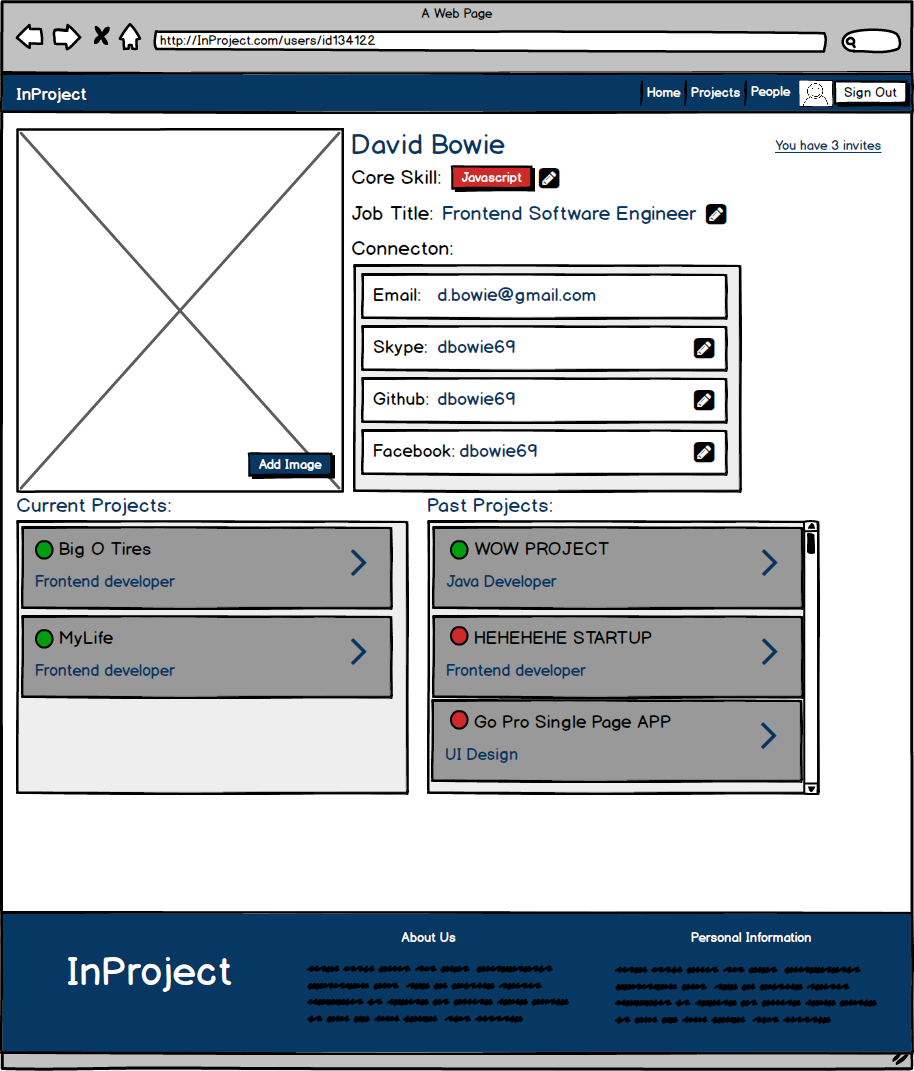 A Web Page
http://InProject.com/users/id134122
InProject
Home
Projects
People
Sign Out
David Bowie
You have 3 invites
Core Skill: Javascript
Job Title: Frontend Software Engineer
Connecton:
Email: d.bowie@gmail.com
Skype: dbowie69
Github: dbowie69
Facebook: dbowie69
Add Image
Current Projects:
Big O Tires
Frontend developer
MyLife
Frontend developer
Past Projects:
WOW PROJECT
Java Developer
HEHEHEHE STARTUP
Frontend developer
Go Pro Single Page APP
UI Design
InProject
About Us
Personal Information